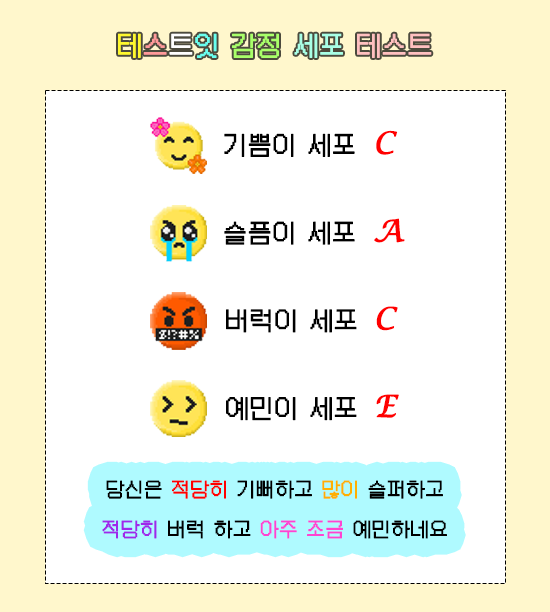 테스트잇 감정 세포 테스트
기쁨이 세포 C
슬픔이 세포 A
버럭이 세포 C
$!?#%
예민이 세포 E
당신은 적당히 기뻐하고 많이 슬퍼하고
적당히 버럭 하고 아주 조금 예민하네요